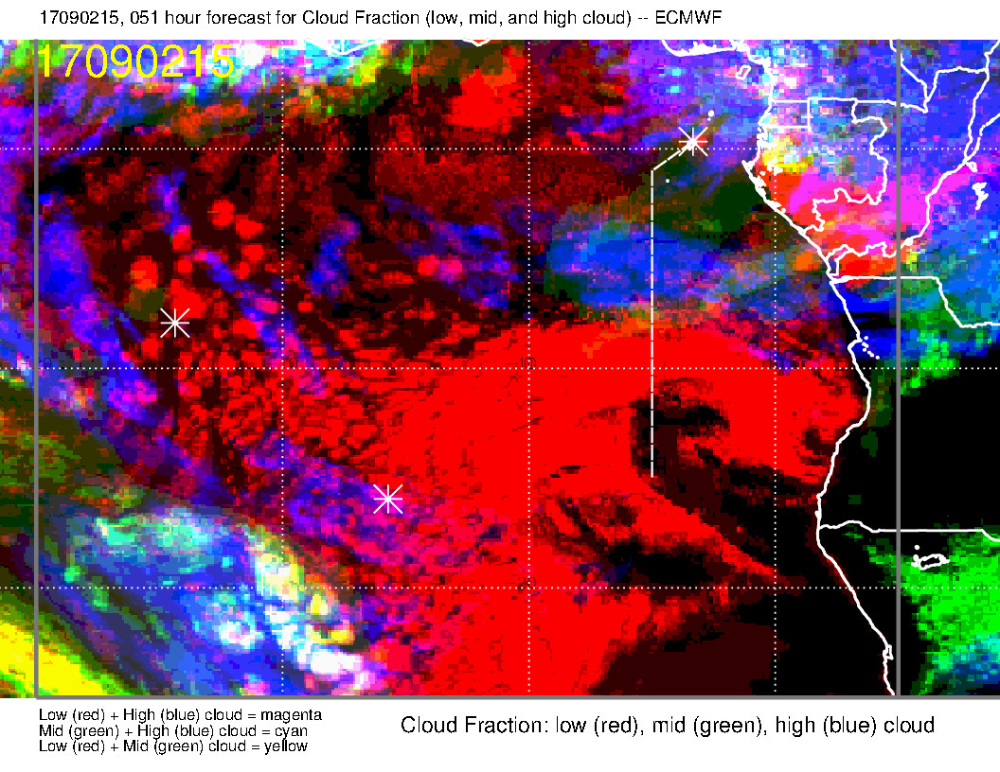 17090215, 051 hour forecast for Cloud Fraction (low, mid, and high cloud) -- ECMWF
17090215
Low (red) + High (blue) cloud = magenta
Mid (green) + High (blue) cloud = cyan
Low (red) + Mid (green) cloud = yellow
Cloud Fraction: low (red), mid (green), high (blue) cloud